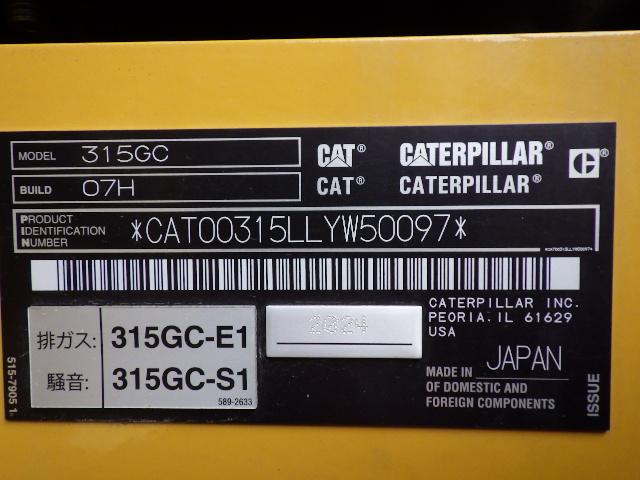 MODEL 315GC
BUILD 07H
CAT® CATERPILLAR®
CAT® CATERPILLAR®
C®
PRODUCT IDENTIFICATION NUMBER *CAT00315LLYW50097*
*CAT00315LLYW50097*
排ガス: 315GC-E1
騒音: 315GC-S1
589-2633
2024
CATERPILLAR INC.
PEORIA. IL 61629
USA
MADE IN JAPAN
OF DOMESTIC AND
FOREIGN COMPONENTS
ISSUE
515-7905 1